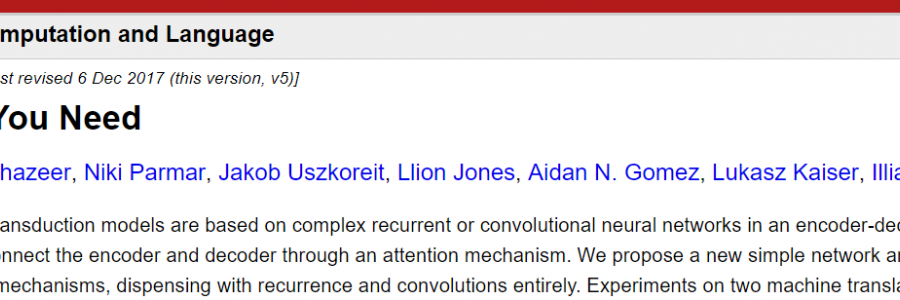 mputation and Language
st revised 6 Dec 2017 (this version, v5)]
You Need
hazeer, Niki Parmar, Jakob Uszkoreit, Llion Jones, Aidan N. Gomez, Lukasz Kaiser, Illia
ansduction models are based on complex recurrent or convolutional neural networks in an encoder-dec
nnect the encoder and decoder through an attention mechanism. We propose a new simple network ar
mechanisms, dispensing with recurrence and convolutions entirely. Experiments on two machine transla